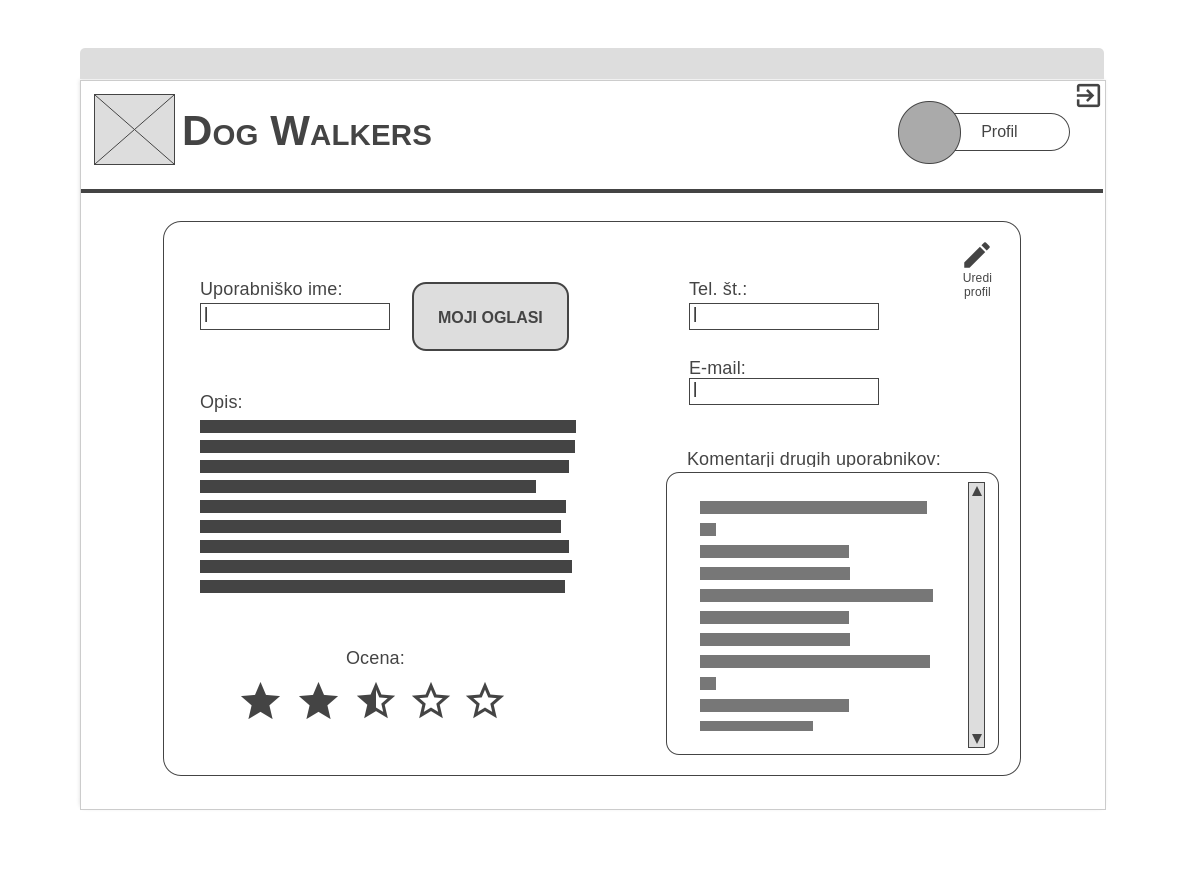 Dog Walkers
Profil
Uredi
profil
Uporabniško ime:
MOJI OGLASI
Tel. št.:
E-mail:
Opis:
Komentarji drugih uporabnikov:
Ocena: